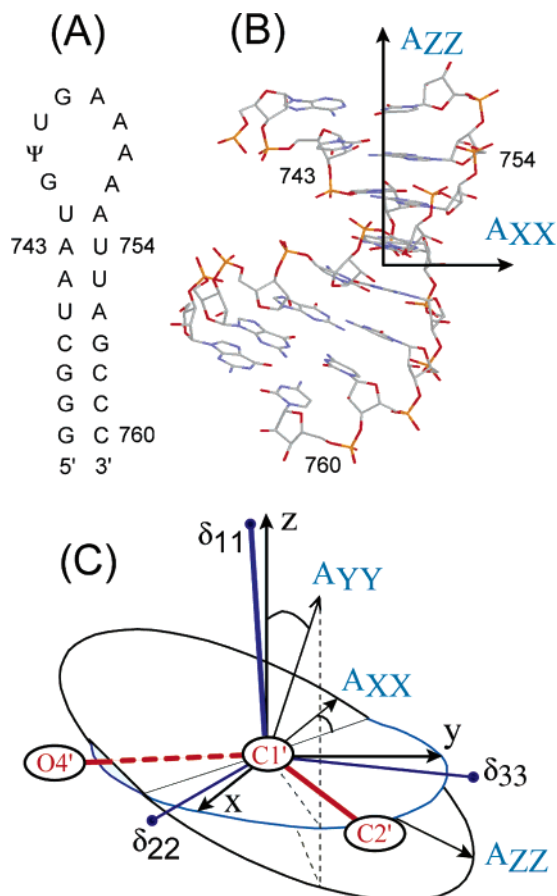 (A)
G A
U A
Ψ A
G A
U A
743 A U 754
A U
U A
C G
G C
G C
G C 760
5' 3'
(B)
AZZ
743
754
AXX
760
(C)
z
δ11
AYY
AXX
O4'
C1'
y
δ33
x
δ22
C2'
AZZ